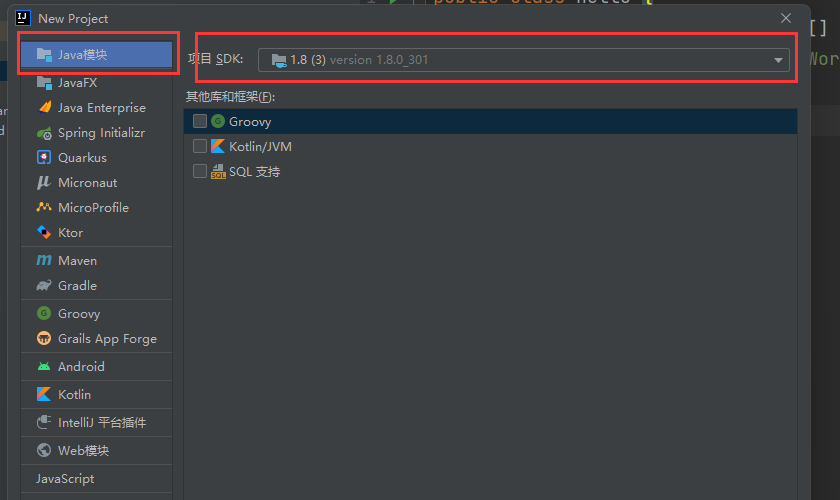 public class Hello {
New Project
[]
Java模块
项目 SDK:
1.8 (3) version 1.8.0_301
JavaFX
其他库和框架(F):
Java Enterprise
Groovy
Spring Initializr
Kotlin/JVM
Quarkus
SQL 支持
Micronaut
MicroProfile
Ktor
Maven
Gradle
Groovy
Grails App Forge
Android
Kotlin
IntelliJ 平台插件
Web模块
JavaScript